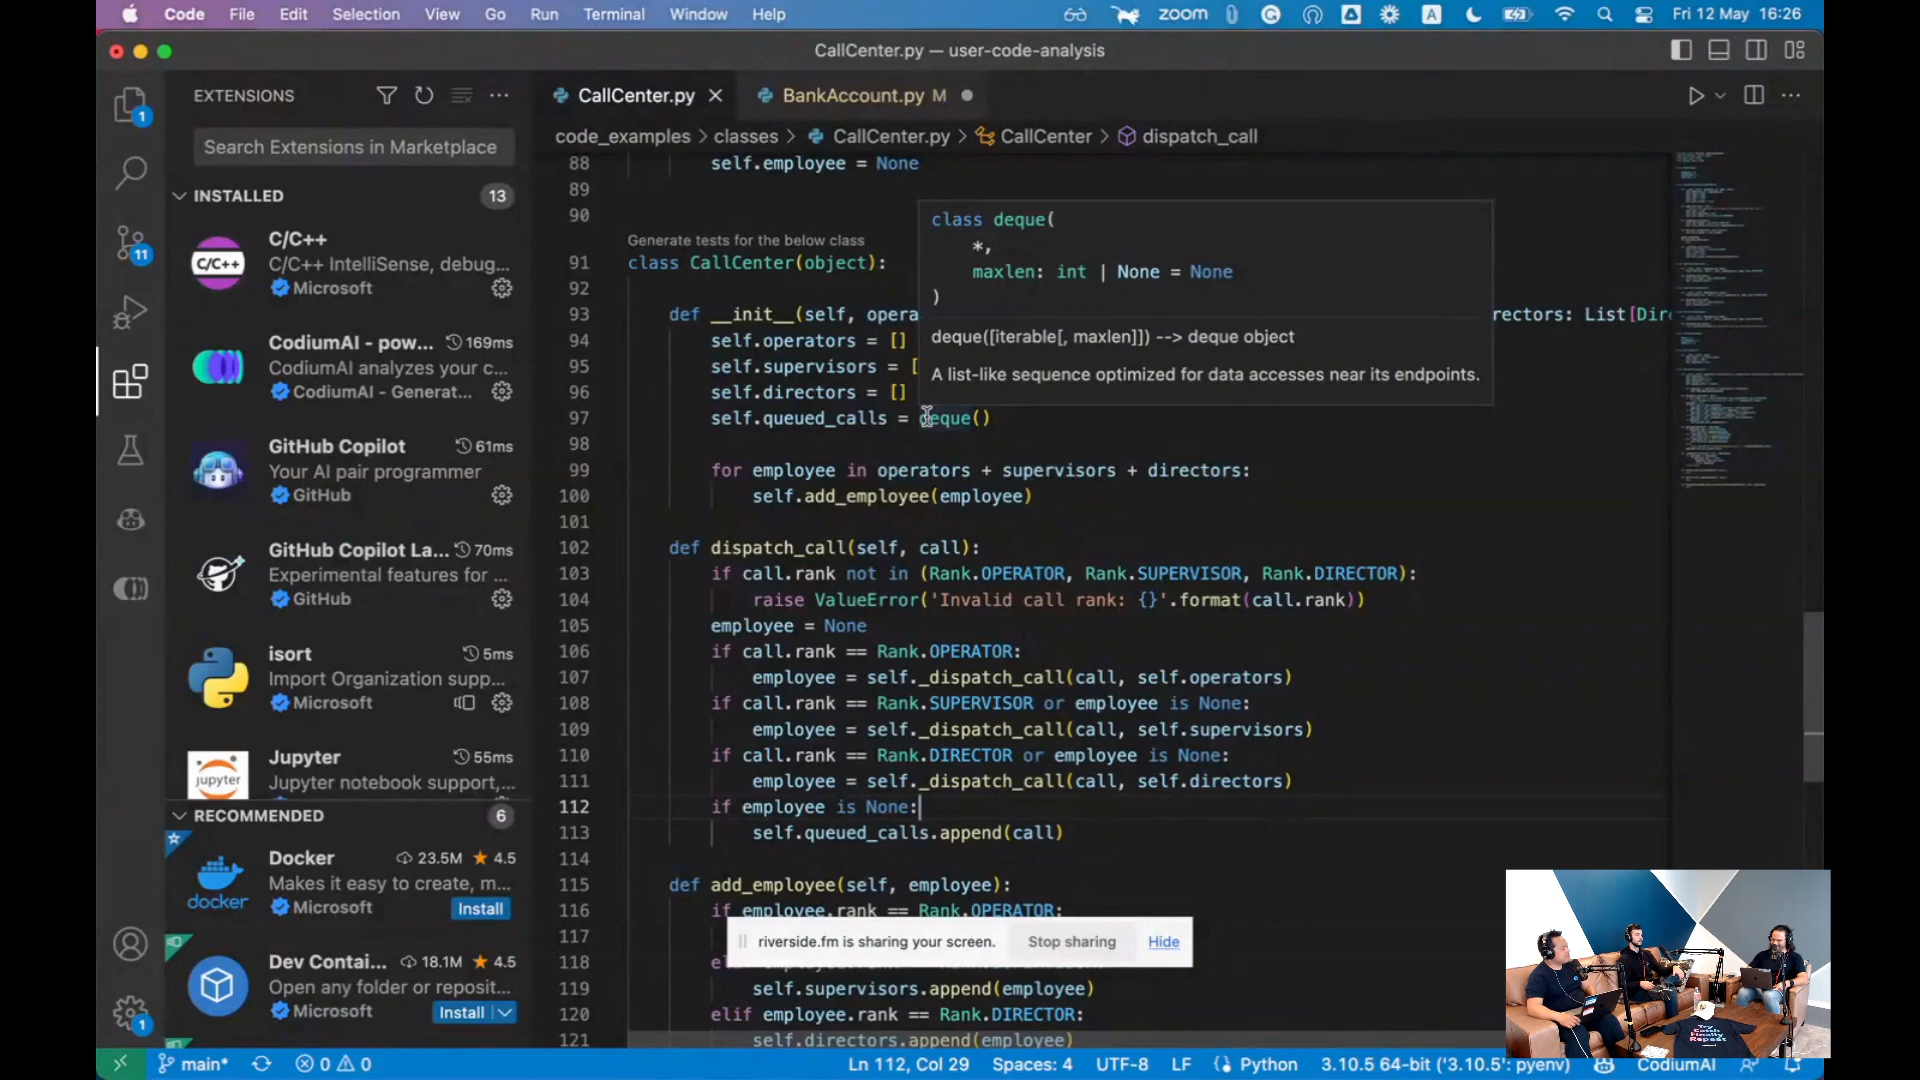 Code File Edit Selection View Go Run Terminal Window Help zoom A Fri 12 May 16:26
CallCenter.py — user-code-analysis
EXTENSIONS
CallCenter.py
BankAccount.py M
Search Extensions in Marketplace
code_examples > classes > CallCenter.py > CallCenter > dispatch_call
INSTALLED 13
C/C++
C/C++ IntelliSense, debug...
Microsoft
CodiumAI - pow... 169ms
CodiumAI analyzes your c...
CodiumAI - Generat...
GitHub Copilot 61ms
Your AI pair programmer
GitHub
GitHub Copilot La... 70ms
Experimental features for ...
GitHub
isort 5ms
Import Organization supp...
Microsoft
Jupyter 55ms
Jupyter notebook support,...
RECOMMENDED 6
Docker 23.5M 4.5
Makes it easy to create, m...
Microsoft Install
Dev Contai... 18.1M 4.5
Open any folder or reposit...
Microsoft Install
1
11
1
C/C++
jupyter
docker
88 self.employee = None
89
90
Generate tests for the below class
91 class CallCenter(object):
92
93 def __init__(self, opera rectors: List[Dir
94 self.operators = []
95 self.supervisors = [
96 self.directors = []
97 self.queued_calls = deque()
98
99 for employee in operators + supervisors + directors:
100 self.add_employee(employee)
101
102 def dispatch_call(self, call):
103 if call.rank not in (Rank.OPERATOR, Rank.SUPERVISOR, Rank.DIRECTOR):
104 raise ValueError('Invalid call rank: {}'.format(call.rank))
105 employee = None
106 if call.rank == Rank.OPERATOR:
107 employee = self._dispatch_call(call, self.operators)
108 if call.rank == Rank.SUPERVISOR or employee is None:
109 employee = self._dispatch_call(call, self.supervisors)
110 if call.rank == Rank.DIRECTOR or employee is None:
111 employee = self._dispatch_call(call, self.directors)
112 if employee is None:
113 self.queued_calls.append(call)
114
115 def add_employee(self, employee):
116 if employee.rank == Rank.OPERATOR:
117
118
119 self.supervisors.append(employee)
120 elif employee.rank == Rank.DIRECTOR:
121 self.directors.append(employee)
class deque(
*,
maxlen: int | None = None
)
deque([iterable[, maxlen]]) --> deque object
A list-like sequence optimized for data accesses near its endpoints.
riverside.fm is sharing your screen. Stop sharing Hide
Try
Catch
Finally
Repeat
main* 0 0 Ln 112, Col 29 Spaces: 4 UTF-8 LF Python 3.10.5 64-bit ('3.10.5': pyenv) CodiumAI